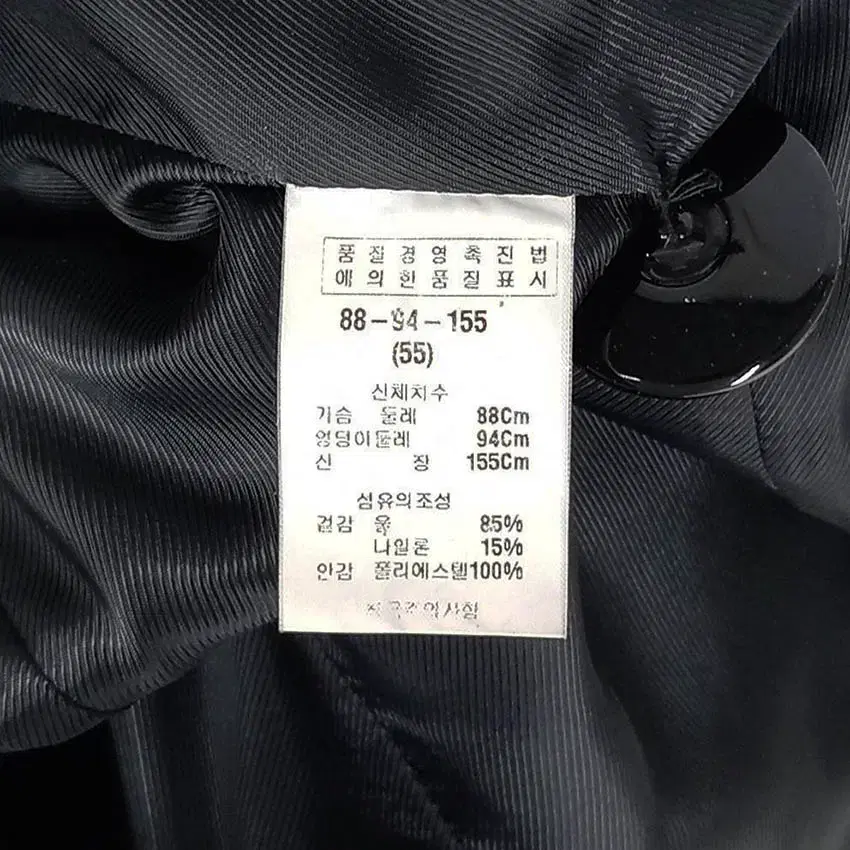 품질경영촉진법
에의한품질표시
88-94-155
(55)
신체치수
가슴 둘레 88Cm
엉덩이둘레 94Cm
신 장 155Cm
섬유의조성
겉감 울 85%
나일론 15%
안감 폴리에스텔100%